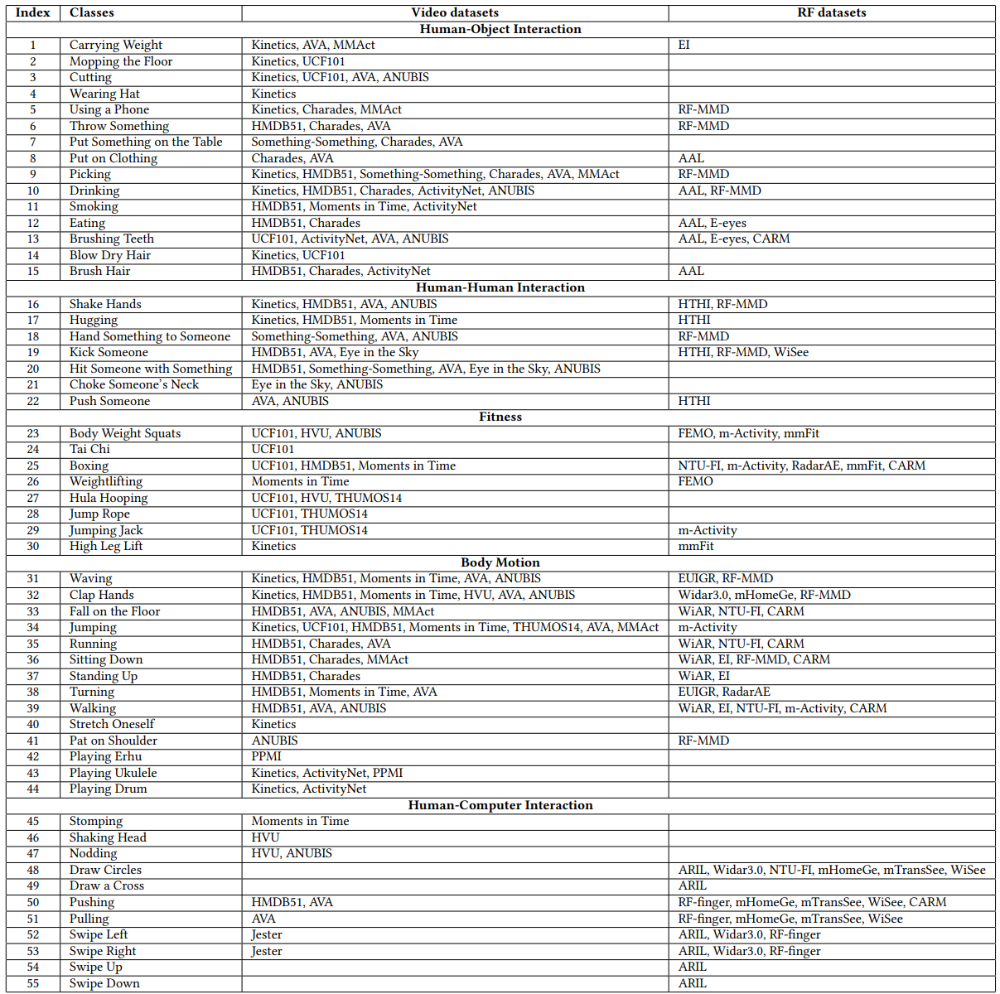 Index Classes Video datasets RF datasets
Human-Object Interaction
1 Carrying Weight Kinetics, AVA, MMAct EI
2 Mopping the Floor Kinetics, UCF101
3 Cutting Kinetics, UCF101, AVA, ANUBIS
4 Wearing Hat Kinetics
5 Using a Phone Kinetics, Charades, MMAct RF-MMD
6 Throw Something HMDB51, Charades, AVA RF-MMD
7 Put Something on the Table Something-Something, Charades, AVA
8 Put on Clothing Charades, AVA AAL
9 Picking Kinetics, HMDB51, Something-Something, Charades, AVA, MMAct RF-MMD
10 Drinking Kinetics, HMDB51, Charades, ActivityNet, ANUBIS AAL, RF-MMD
11 Smoking HMDB51, Moments in Time, ActivityNet
12 Eating HMDB51, Charades AAL, E-eyes
13 Brushing Teeth UCF101, ActivityNet, AVA, ANUBIS AAL, E-eyes, CARM
14 Blow Dry Hair Kinetics, UCF101
15 Brush Hair HMDB51, Charades, ActivityNet AAL
Human-Human Interaction
16 Shake Hands Kinetics, HMDB51, AVA, ANUBIS HTHI, RF-MMD
17 Hugging Kinetics, HMDB51, Moments in Time HTHI
18 Hand Something to Someone Something-Something, AVA, ANUBIS RF-MMD
19 Kick Someone HMDB51, AVA, Eye in the Sky HTHI, RF-MMD, WiSee
20 Hit Someone with Something HMDB51, Something-Something, AVA, Eye in the Sky, ANUBIS
21 Choke Someone's Neck Eye in the Sky, ANUBIS
22 Push Someone AVA, ANUBIS HTHI
Fitness
23 Body Weight Squats UCF101, HVU, ANUBIS FEMO, m-Activity, mmFit
24 Tai Chi UCF101
25 Boxing UCF101, HMDB51, Moments in Time NTU-FI, m-Activity, RadarAE, mmFit, CARM
26 Weightlifting Moments in Time FEMO
27 Hula Hooping UCF101, HVU, THUMOS14
28 Jump Rope UCF101, THUMOS14
29 Jumping Jack UCF101, THUMOS14 m-Activity
30 High Leg Lift Kinetics mmFit
Body Motion
31 Waving Kinetics, HMDB51, Moments in Time, AVA, ANUBIS EUIGR, RF-MMD
32 Clap Hands Kinetics, HMDB51, Moments in Time, HVU, AVA, ANUBIS Widar3.0, mHomeGe, RF-MMD
33 Fall on the Floor HMDB51, AVA, ANUBIS, MMAct WiAR, NTU-FI, CARM
34 Jumping Kinetics, UCF101, HMDB51, Moments in Time, THUMOS14, AVA, MMAct m-Activity
35 Running HMDB51, Charades, AVA WiAR, NTU-FI, CARM
36 Sitting Down HMDB51, Charades, MMAct WiAR, EI, RF-MMD, CARM
37 Standing Up HMDB51, Charades WiAR, EI
38 Turning HMDB51, Moments in Time, AVA EUIGR, RadarAE
39 Walking HMDB51, AVA, ANUBIS WiAR, EI, NTU-FI, m-Activity, CARM
40 Stretch Oneself Kinetics
41 Pat on Shoulder ANUBIS RF-MMD
42 Playing Erhu PPMI
43 Playing Ukulele Kinetics, ActivityNet, PPMI
44 Playing Drum Kinetics, ActivityNet
Human-Computer Interaction
45 Stomping Moments in Time
46 Shaking Head HVU
47 Nodding HVU, ANUBIS
48 Draw Circles ARIL, Widar3.0, NTU-FI, mHomeGe, mTransSee, WiSee
49 Draw a Cross ARIL
50 Pushing HMDB51, AVA RF-finger, mHomeGe, mTransSee, WiSee, CARM
51 Pulling AVA RF-finger, mHomeGe, mTransSee, WiSee
52 Swipe Left Jester ARIL, Widar3.0, RF-finger
53 Swipe Right Jester ARIL, Widar3.0, RF-finger
54 Swipe Up ARIL
55 Swipe Down ARIL